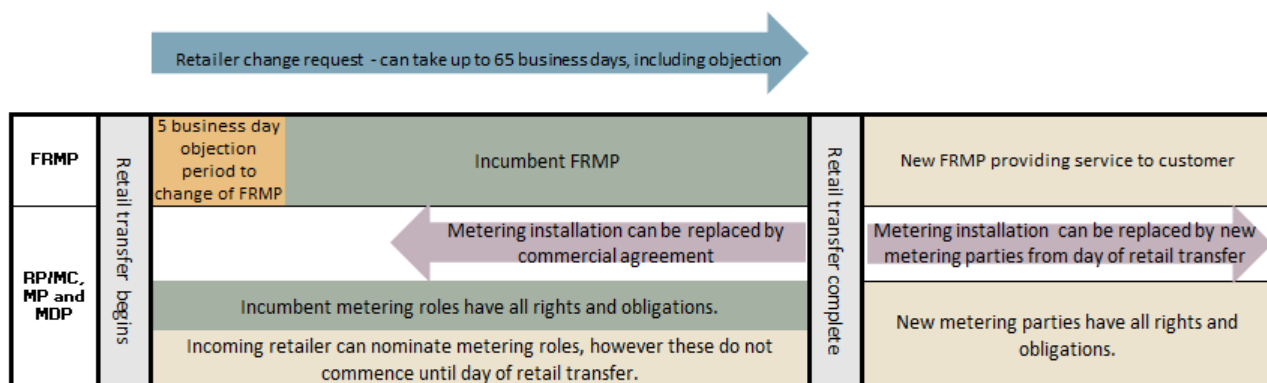 Retailer change request - can take up to 65 business days, including objection
FRMP
Retail transfer begins
5 business day
objection
period to
change of FRMP
Incumbent FRMP
Retail transfer complete
New FRMP providing service to customer
RP/MC,
MP and
MDP
Metering installation can be replaced by
commercial agreement
Metering installation can be replaced by new
metering parties from day of retail transfer
Incumbent metering roles have all rights and obligations.
Incoming retailer can nominate metering roles, however these do not
commence until day of retail transfer.
New metering parties have all rights and
obligations.